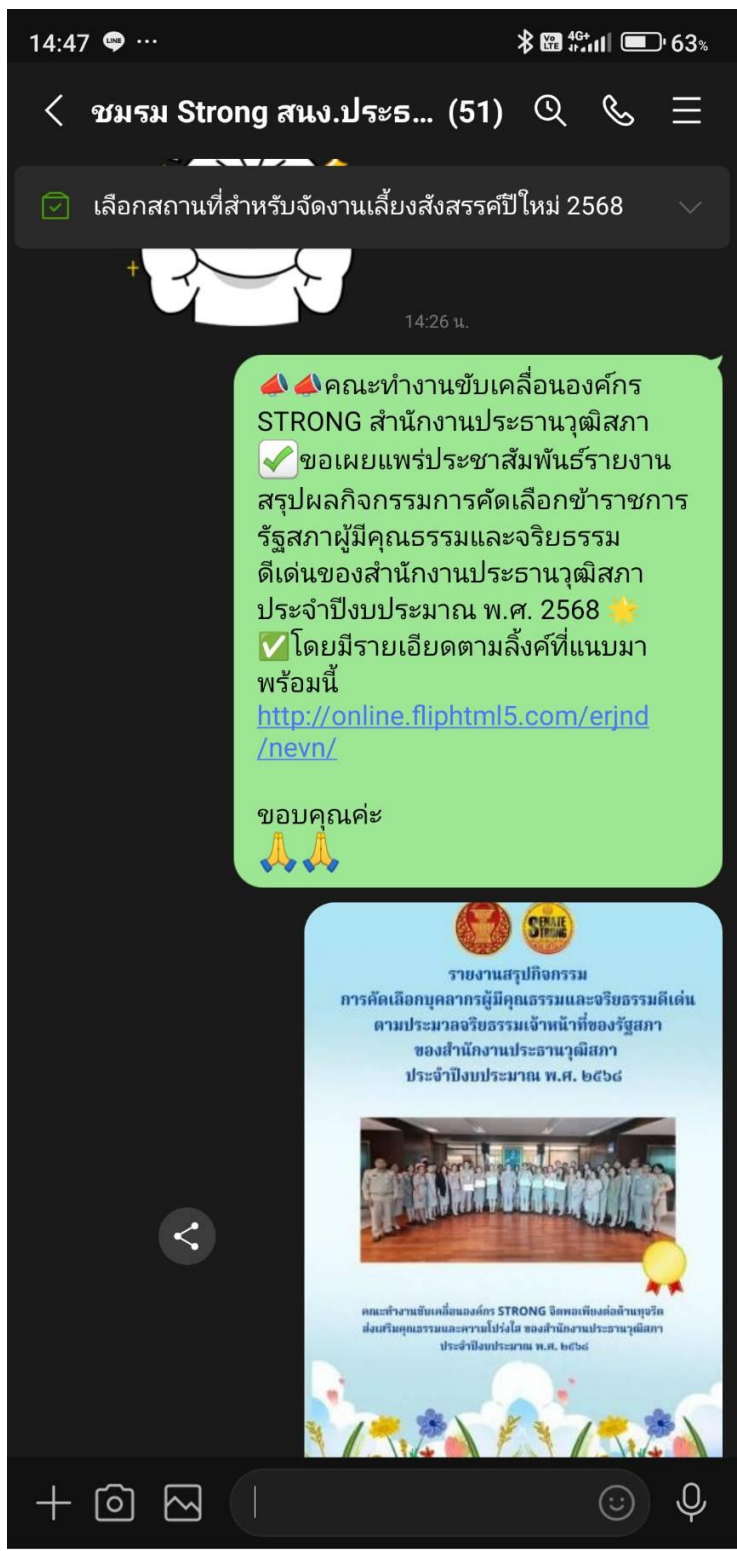 14:47 LINE ... Vo LTE 4G+ 63%
ชมรม Strong สนง.ประธ... (51)
เลือกสถานที่สำหรับจัดงานเลี้ยงสังสรรค์ปีใหม่ 2568
14:26 น.
📣📣คณะทำงานขับเคลื่อนองค์กร
STRONG สำนักงานประธานวุฒิสภา
✅ขอเผยแพร่ประชาสัมพันธ์รายงาน
สรุปผลกิจกรรมการคัดเลือกข้าราชการ
รัฐสภาผู้มีคุณธรรมและจริยธรรม
ดีเด่นของสำนักงานประธานวุฒิสภา
ประจำปีงบประมาณ พ.ศ. 2568 🌟
✅โดยมีรายเอียดตามลิ้งค์ที่แนบมา
พร้อมนี้
http://online.fliphtml5.com/erjnd
/nevn/
ขอบคุณค่ะ
🙏🙏
SENATE STRONG
รายงานสรุปกิจกรรม
การคัดเลือกบุคลากรผู้มีคุณธรรมและจริยธรรมดีเด่น
ตามประมวลจริยธรรมเจ้าหน้าที่ของรัฐสภา
ของสำนักงานประธานวุฒิสภา
ประจำปีงบประมาณ พ.ศ. ๒๕๖๘
คณะทำงานขับเคลื่อนองค์กร STRONG จิตพอเพียงต่อต้านทุจริต
ส่งเสริมคุณธรรมและความโปร่งใส ของสำนักงานประธานวุฒิสภา
ประจำปีงบประมาณ พ.ศ. ๒๕๖๘